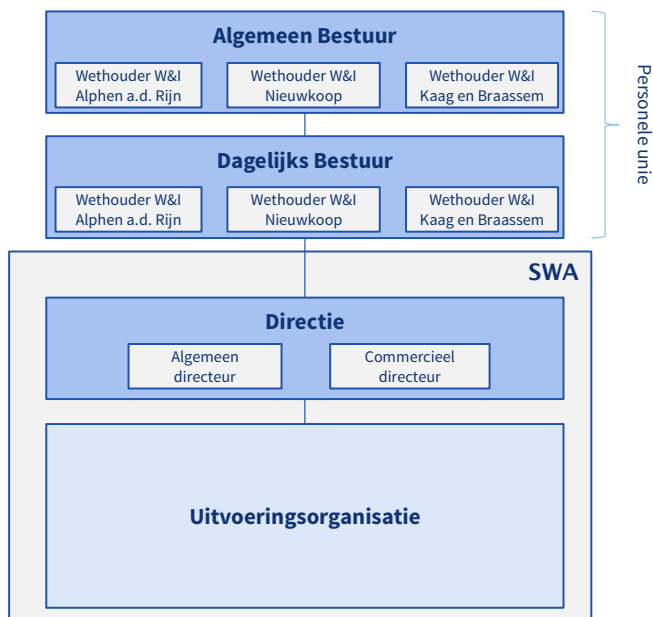 Algemeen Bestuur
Wethouder W&I
Alphen a.d. Rijn
Wethouder W&I
Nieuwkoop
Wethouder W&I
Kaag en Braassem
Personele unie
Dagelijks Bestuur
Wethouder W&I
Alphen a.d. Rijn
Wethouder W&I
Nieuwkoop
Wethouder W&I
Kaag en Braassem
SWA
Directie
Algemeen
directeur
Commercieel
directeur
Uitvoeringsorganisatie